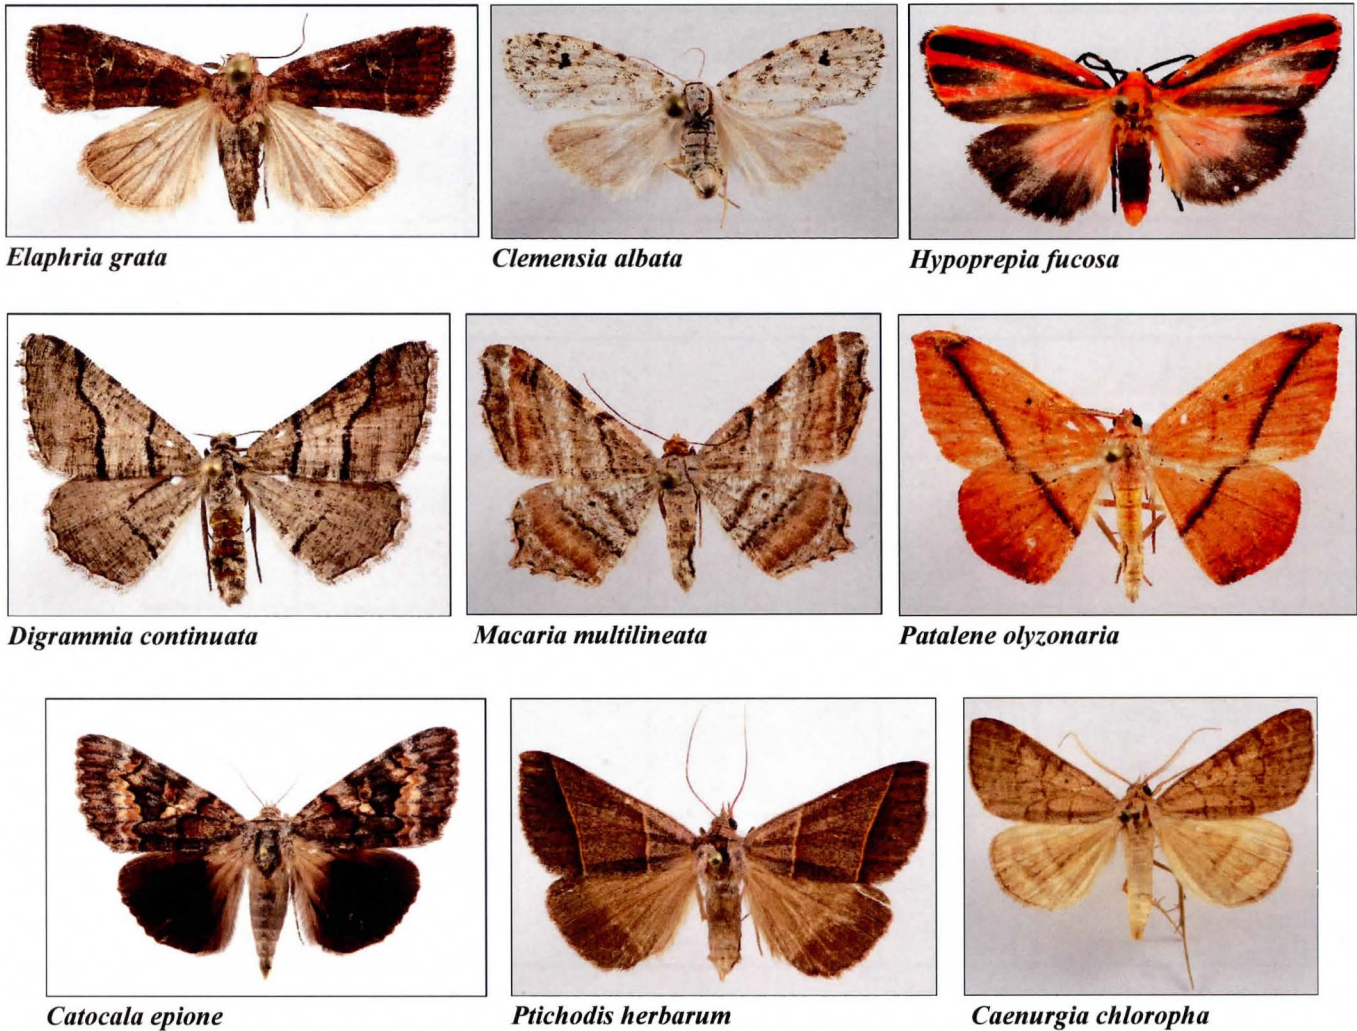 Elaphria grata
Clemensia albata
Hypoprepia fucosa
Digrammia continuata
Macaria multilineata
Patalene olyzonaria
Catocala epione
Ptichodis herbarum
Caenurgia chloropha